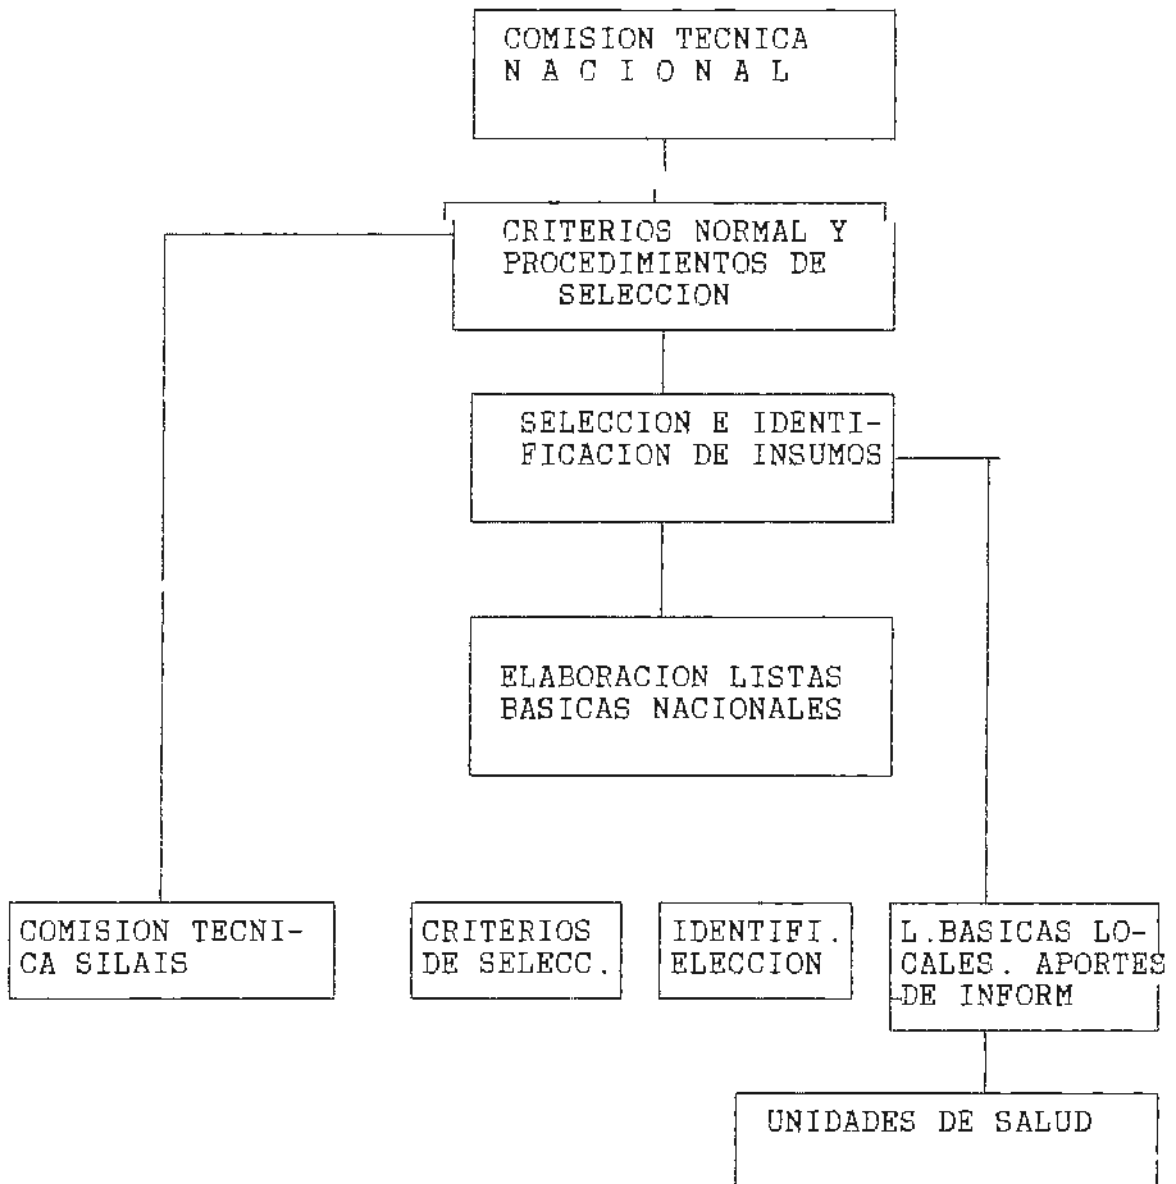 COMISION TECNICA
N A C I O N A L
CRITERIOS NORMAL Y
PROCEDIMIENTOS DE
SELECCION
SELECCION E IDENTI-
FICACION DE INSUMOS
ELABORACION LISTAS
BASICAS NACIONALES
COMISION TECNI-
CA SILAIS
CRITERIOS
DE SELECC.
IDENTIFI.
ELECCION
L.BASICAS LO-
CALES. APORTES
DE INFORM
UNIDADES DE SALUD